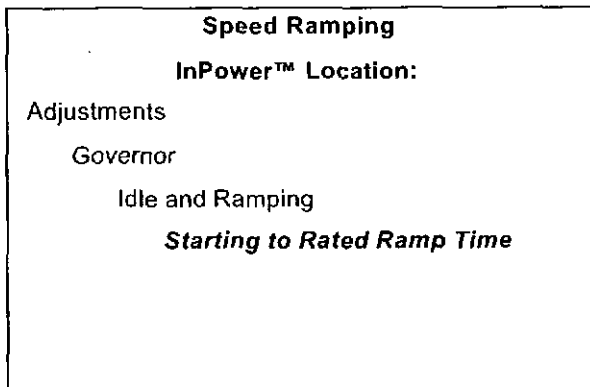 Speed Ramping
InPower™ Location:
Adjustments
Governor
Idle and Ramping
Starting to Rated Ramp Time